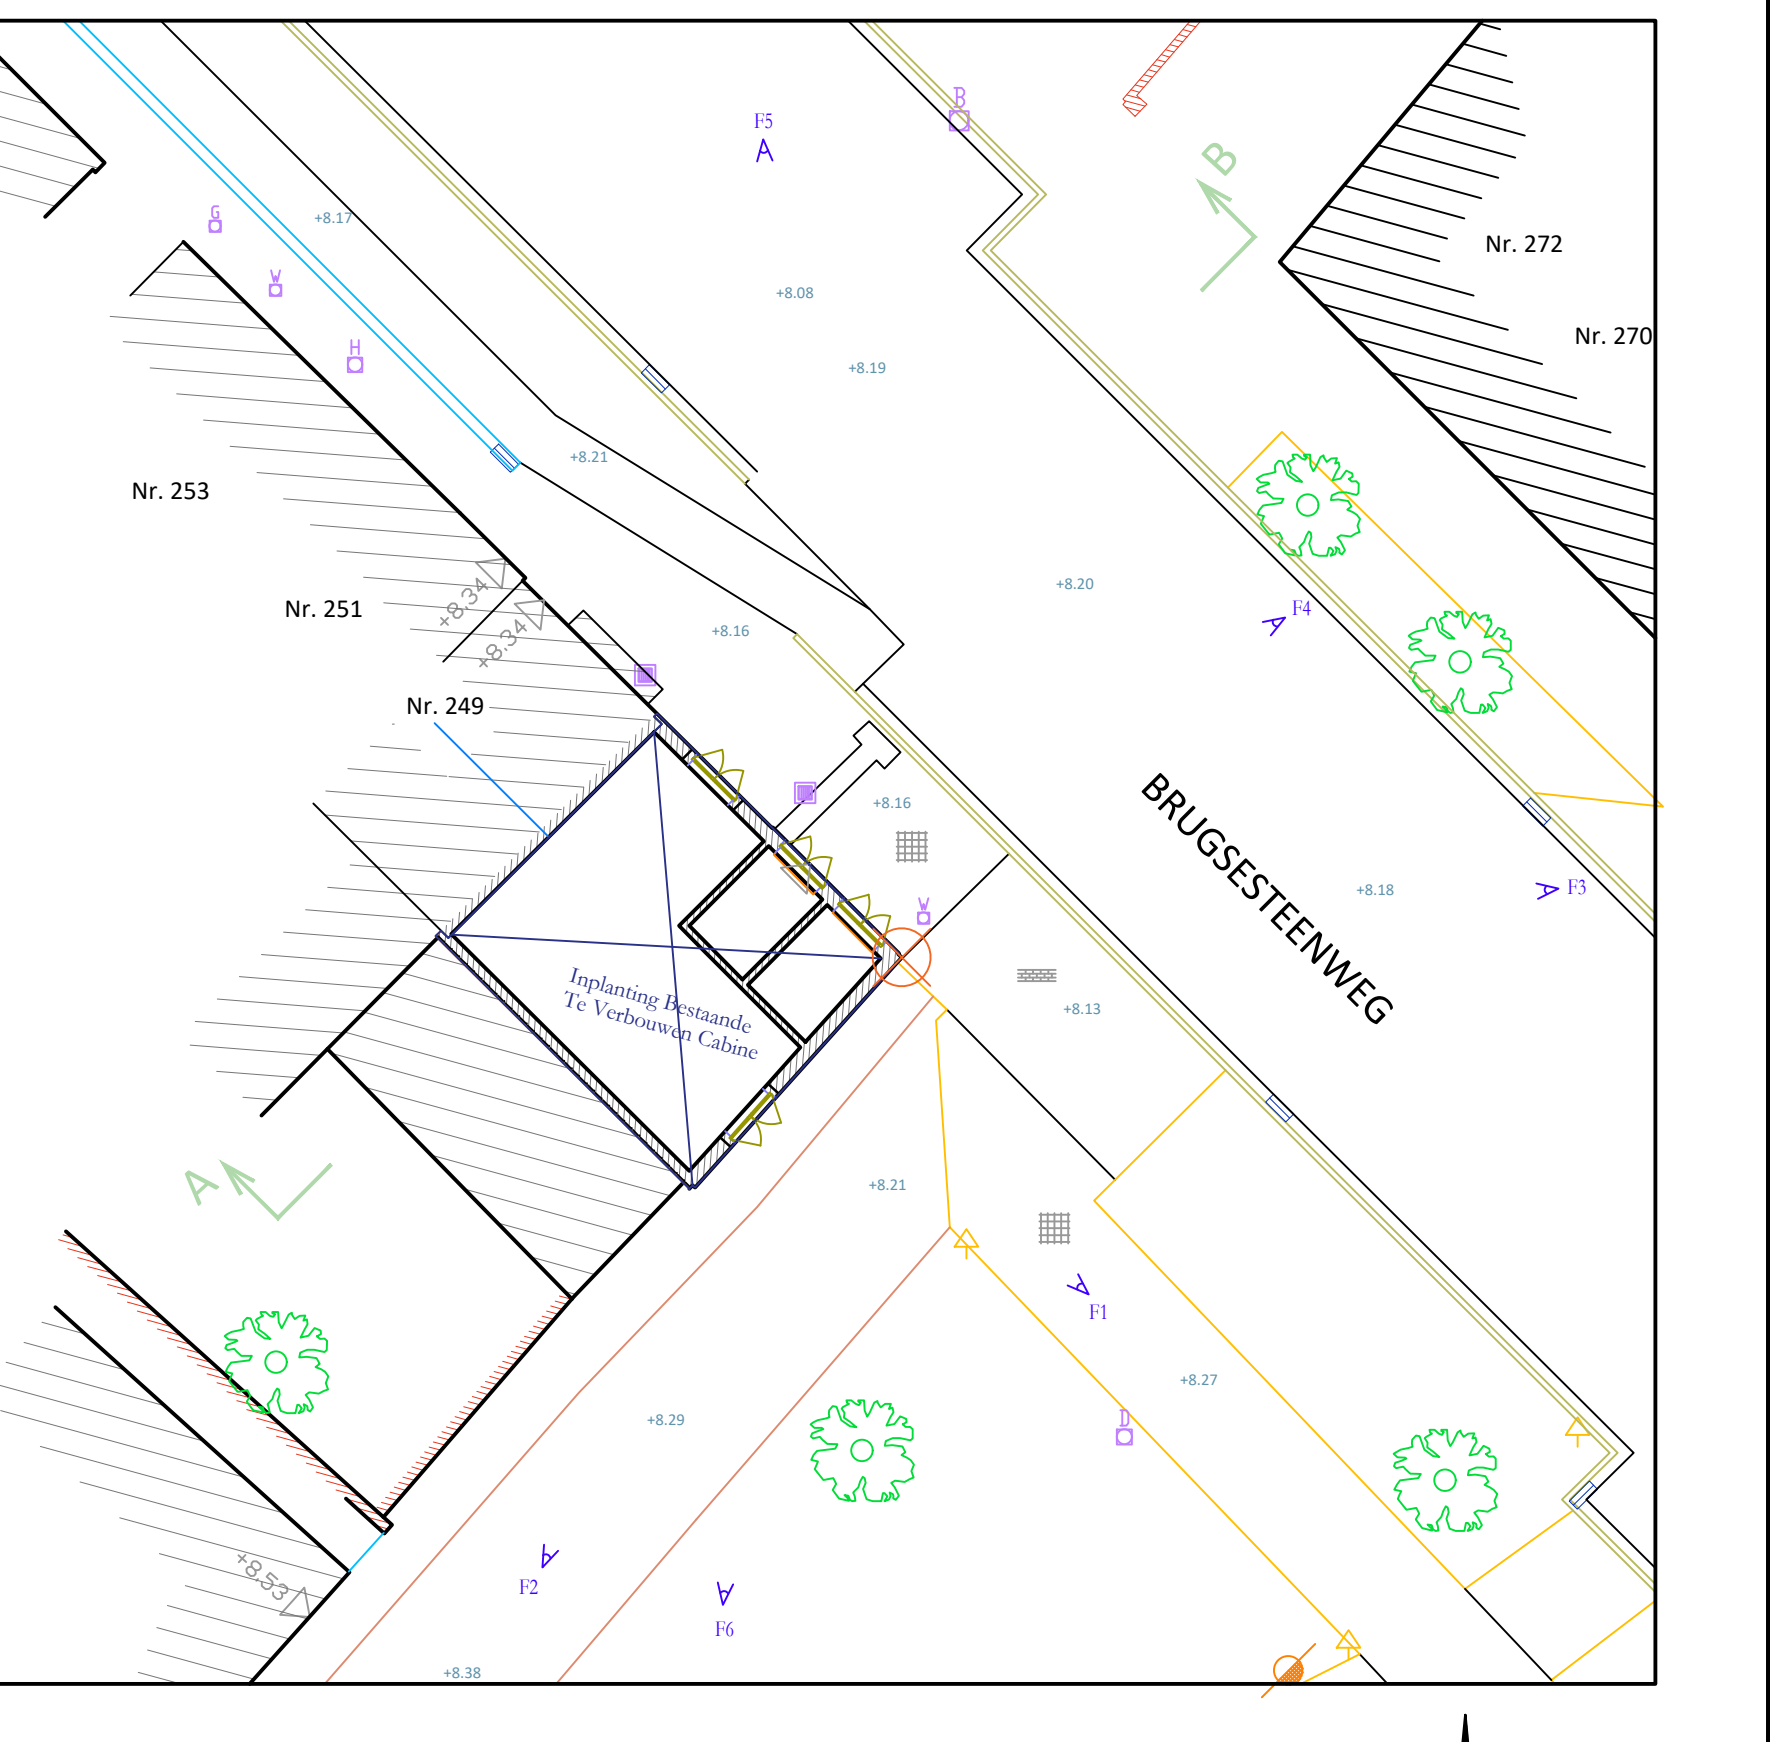 F5
B
B
G
+8.17
W
Nr. 272
+8.08
Nr. 270
H
+8.19
+8.21
Nr. 253
+8.34
+8.20
Nr. 251
F4
+8.34
+8.16
Nr. 249
+8.16
BRUGSESTEENWEG
+8.18
F3
W
Inplanting Bestaande
Te Verbouwen Cabine
+8.13
A
+8.21
F1
+8.27
+8.29
D
+8.53
F2
F6
+8.38